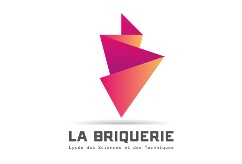 LA BRIQUERIE
Lycée des Sciences et des Techniques